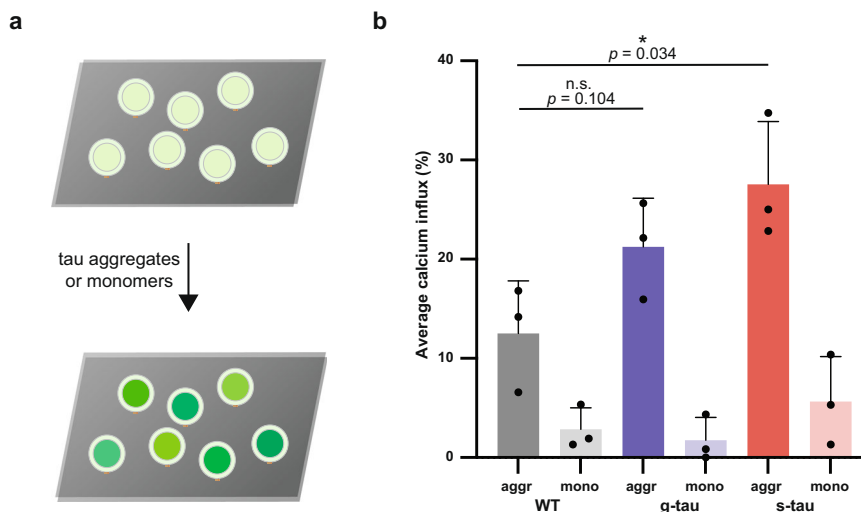 a
tau aggregates
or monomers
b
Average calcium influx (%)
40
30
20
10
0
*
p = 0.034
n.s.
p = 0.104
aggr mono aggr mono aggr mono
WT g-tau s-tau